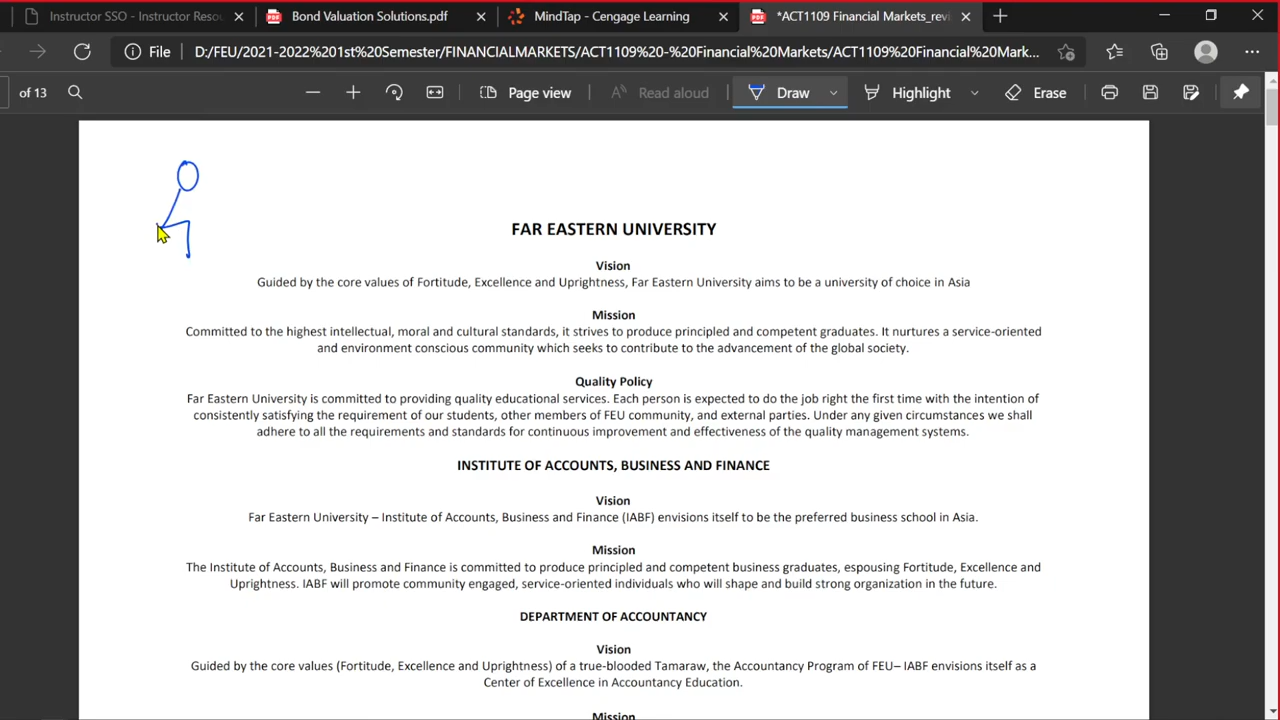 Instructor SSO - Instructor Resou
Bond Valuation Solutions.pdf
MindTap - Cengage Learning
*ACT1109 Financial Markets_revi
File
D:/FEU/2021-2022%201st%20Semester/FINANCIALMARKETS/ACT1109%20-%20Financial%20Markets/ACT1109%20Financial%20Mark...
of 13
Page view
Read aloud
Draw
Highlight
Erase
FAR EASTERN UNIVERSITY
Vision
Guided by the core values of Fortitude, Excellence and Uprightness, Far Eastern University aims to be a university of choice in Asia
Mission
Committed to the highest intellectual, moral and cultural standards, it strives to produce principled and competent graduates. It nurtures a service-oriented
and environment conscious community which seeks to contribute to the advancement of the global society.
Quality Policy
Far Eastern University is committed to providing quality educational services. Each person is expected to do the job right the first time with the intention of
consistently satisfying the requirement of our students, other members of FEU community, and external parties. Under any given circumstances we shall
adhere to all the requirements and standards for continuous improvement and effectiveness of the quality management systems.
INSTITUTE OF ACCOUNTS, BUSINESS AND FINANCE
Vision
Far Eastern University – Institute of Accounts, Business and Finance (IABF) envisions itself to be the preferred business school in Asia.
Mission
The Institute of Accounts, Business and Finance is committed to produce principled and competent business graduates, espousing Fortitude, Excellence and
Uprightness. IABF will promote community engaged, service-oriented individuals who will shape and build strong organization in the future.
DEPARTMENT OF ACCOUNTANCY
Vision
Guided by the core values (Fortitude, Excellence and Uprightness) of a true-blooded Tamaraw, the Accountancy Program of FEU– IABF envisions itself as a
Center of Excellence in Accountancy Education.
Mission